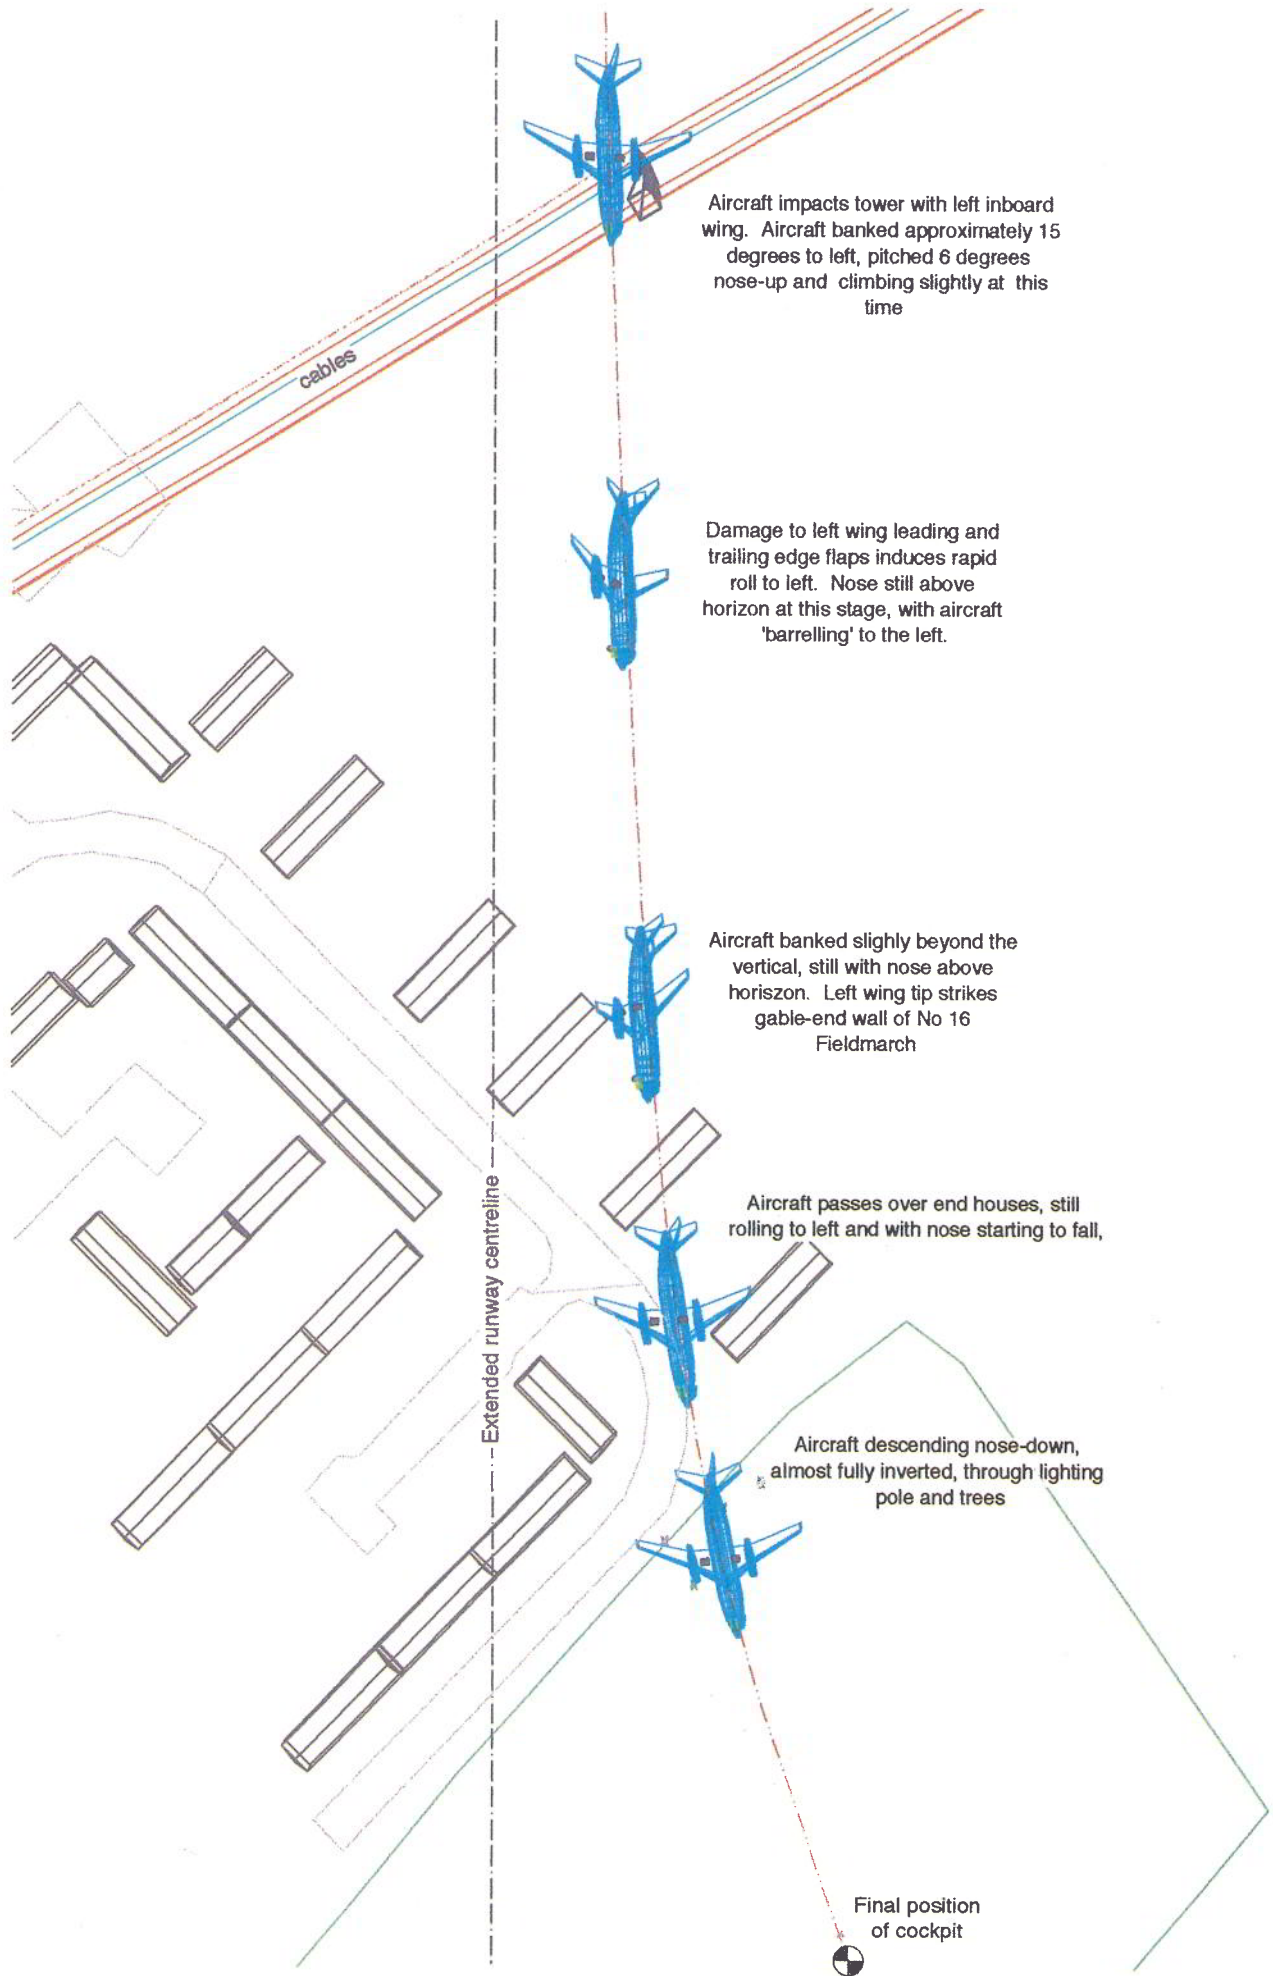 Aircraft impacts tower with left inboard
wing. Aircraft banked approximately 15
degrees to left, pitched 6 degrees
nose-up and climbing slightly at this
time
cables
Damage to left wing leading and
trailing edge flaps induces rapid
roll to left. Nose still above
horizon at this stage, with aircraft
'barrelling' to the left.
Aircraft banked slighly beyond the
vertical, still with nose above
horiszon. Left wing tip strikes
gable-end wall of No 16
Fieldmarch
Extended runway centreline
Aircraft passes over end houses, still
rolling to left and with nose starting to fall,
Aircraft descending nose-down,
almost fully inverted, through lighting
pole and trees
Final position
of cockpit